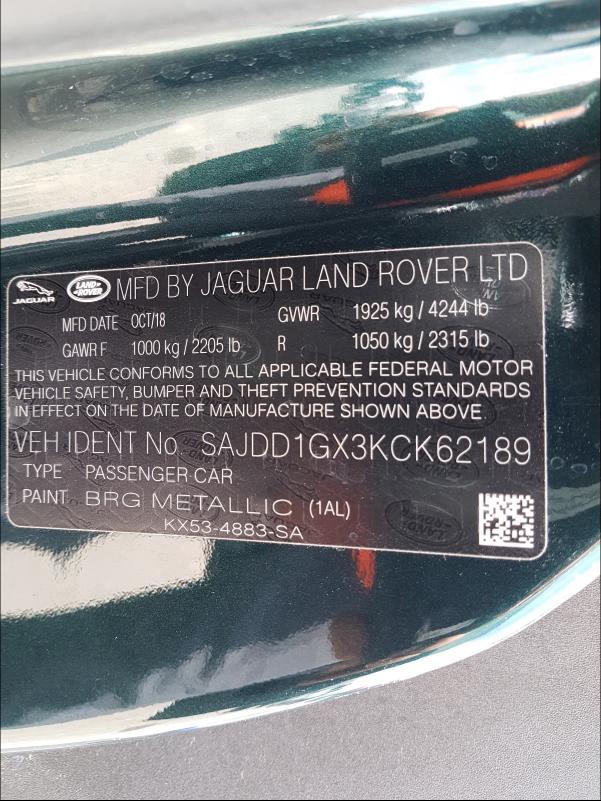 JAGUAR LAND ROVER MFD BY JAGUAR LAND ROVER LTD
MFD DATE OCT/18 GVWR 1925 kg / 4244 lb
GAWR F 1000 kg / 2205 lb R 1050 kg / 2315 lb
THIS VEHICLE CONFORMS TO ALL APPLICABLE FEDERAL MOTOR
VEHICLE SAFETY, BUMPER AND THEFT PREVENTION STANDARDS
IN EFFECT ON THE DATE OF MANUFACTURE SHOWN ABOVE
VEH IDENT No SAJDD1GX3KCK62189
TYPE PASSENGER CAR
PAINT BRG METALLIC (1AL)
KX53-4883-SA